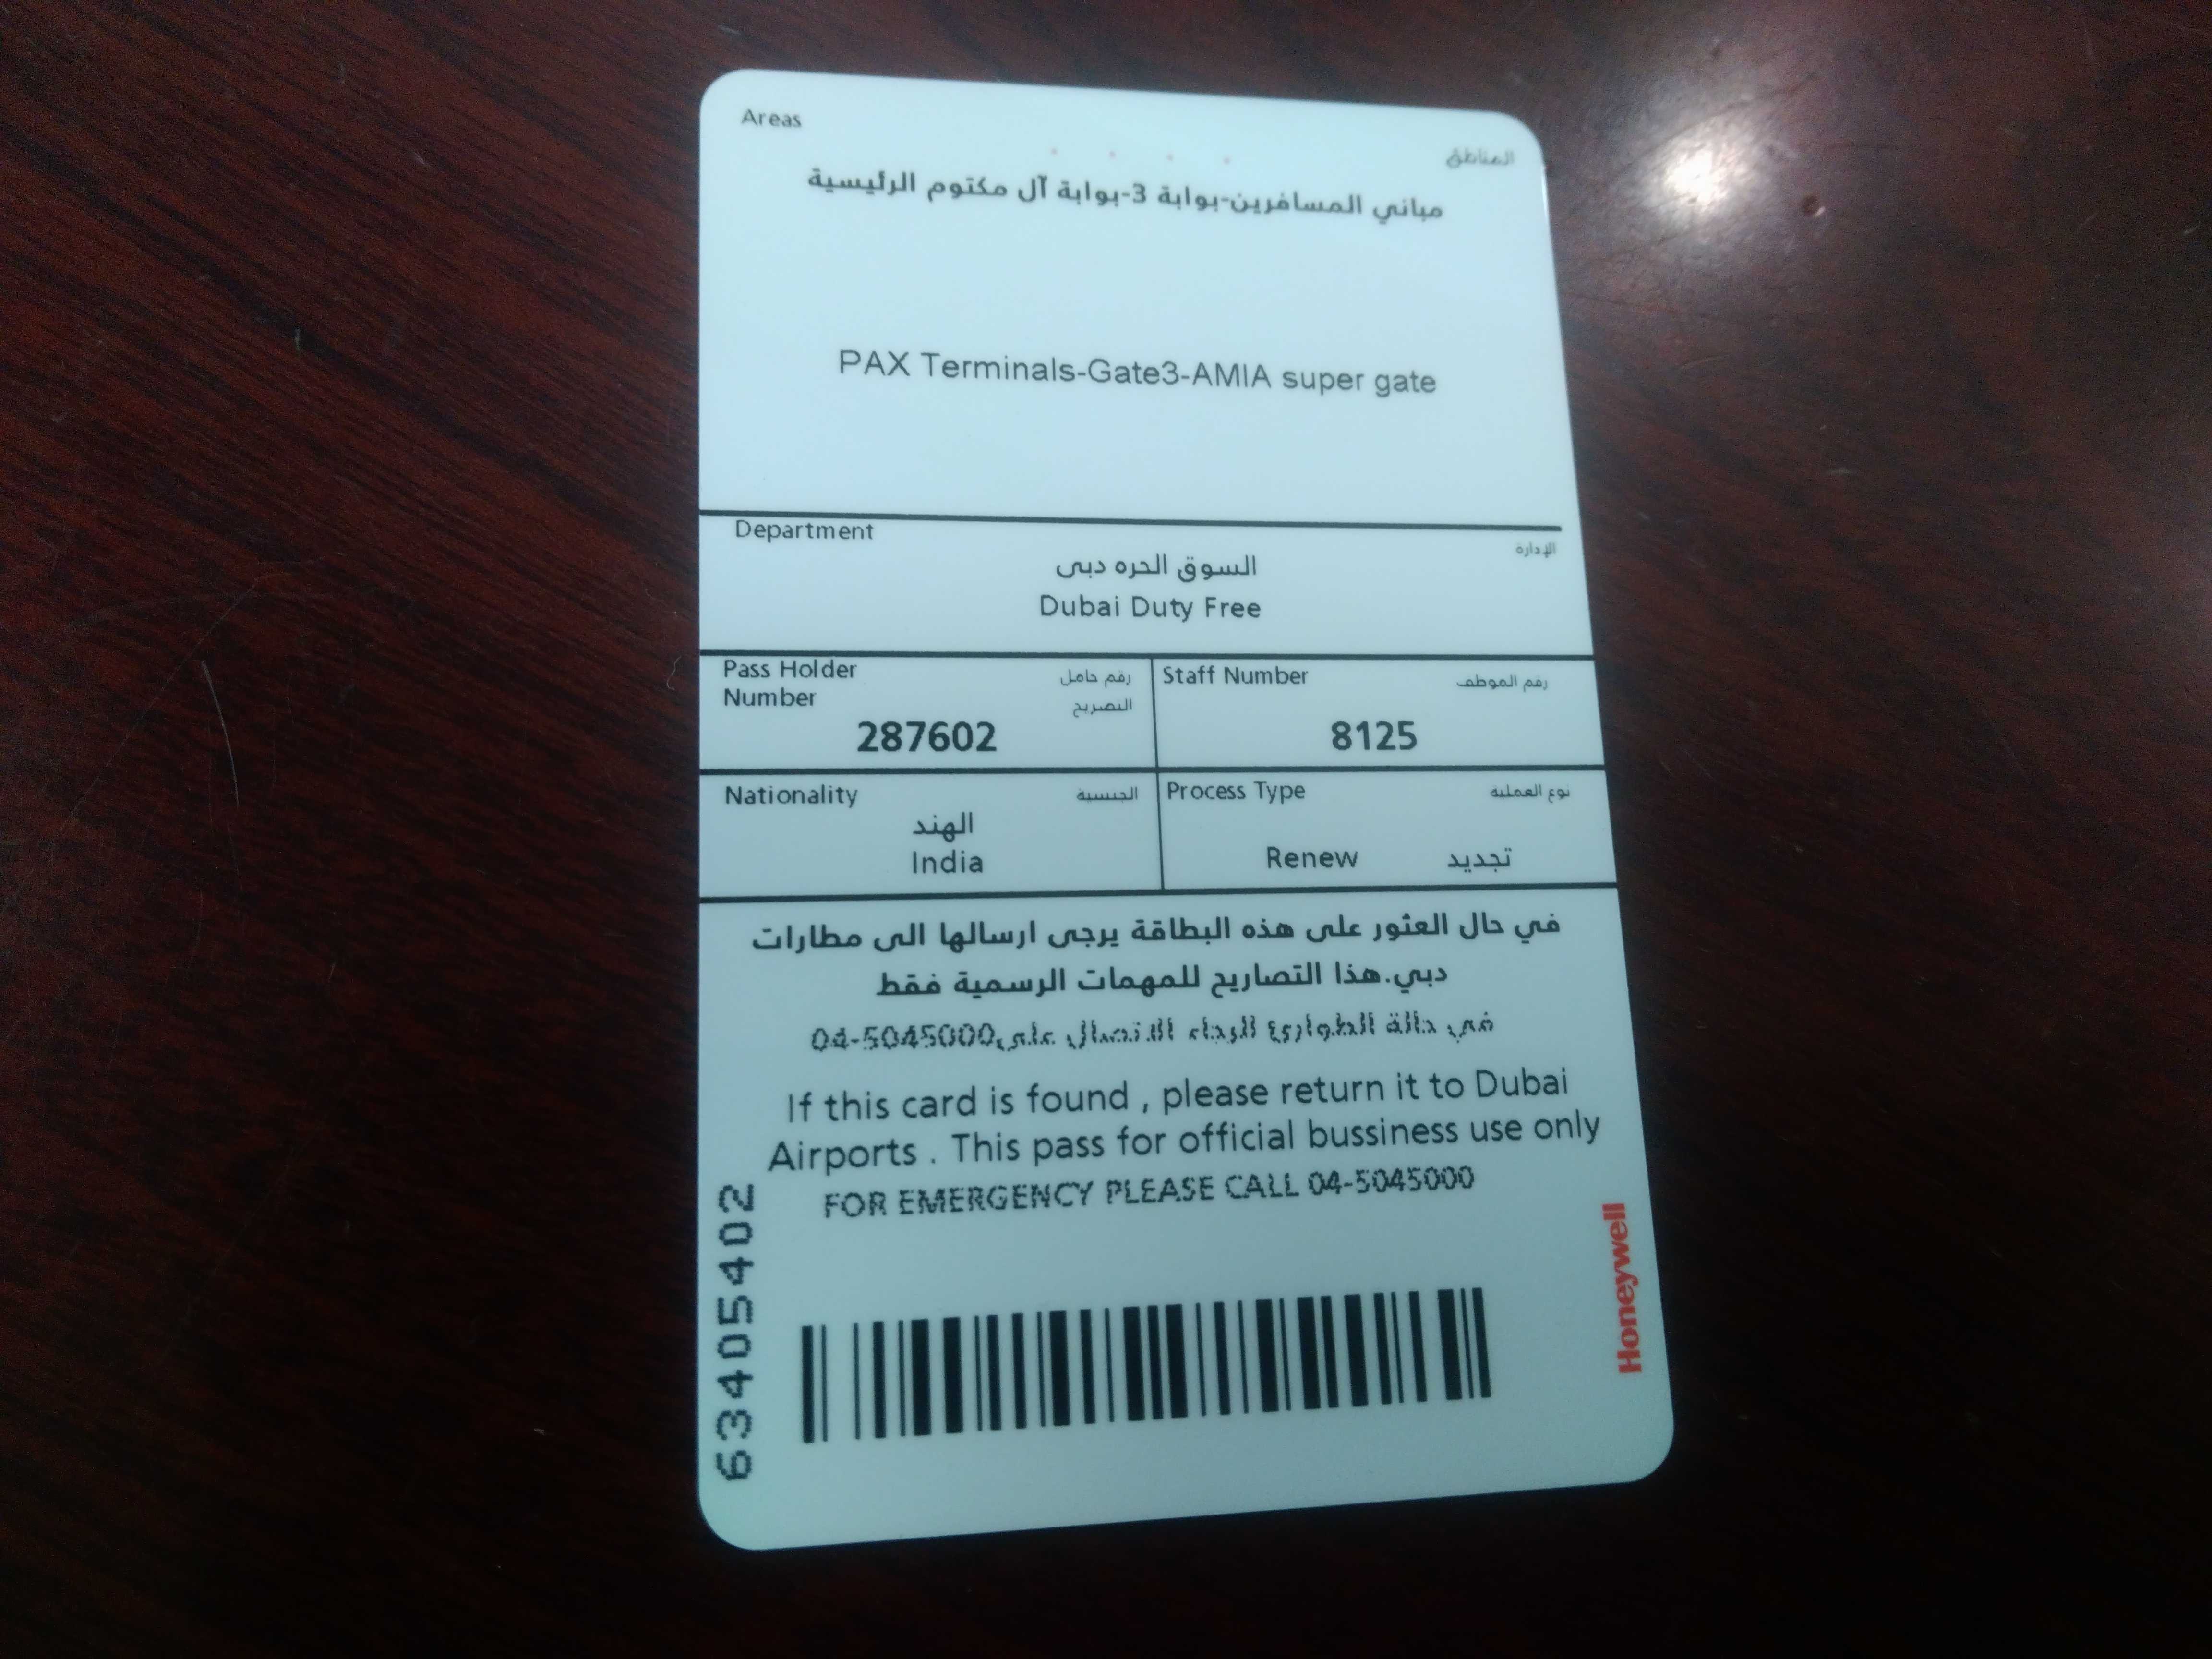 Areas
المناطق
مباني المسافرين-بوابة 3-بوابة آل مكتوم الرئيسية
PAX Terminals-Gate3-AMIA super gate
Department
الإدارة
السوق الحره دبى
Dubai Duty Free
Pass Holder
Number
رقم حامل
التصريح
287602
Staff Number
رقم الموظف
8125
Nationality
الجنسية
الهند
India
Process Type
نوع العملية
Renew تجديد
في حال العثور على هذه البطاقة يرجى ارسالها الى مطارات
دبي.هذا التصاريح للمهمات الرسمية فقط
في حالة الطوارئ الرجاء الاتصال على 04-5045000
If this card is found , please return it to Dubai
Airports . This pass for official bussiness use only
FOR EMERGENCY PLEASE CALL 04-5045000
63405402
Honeywell